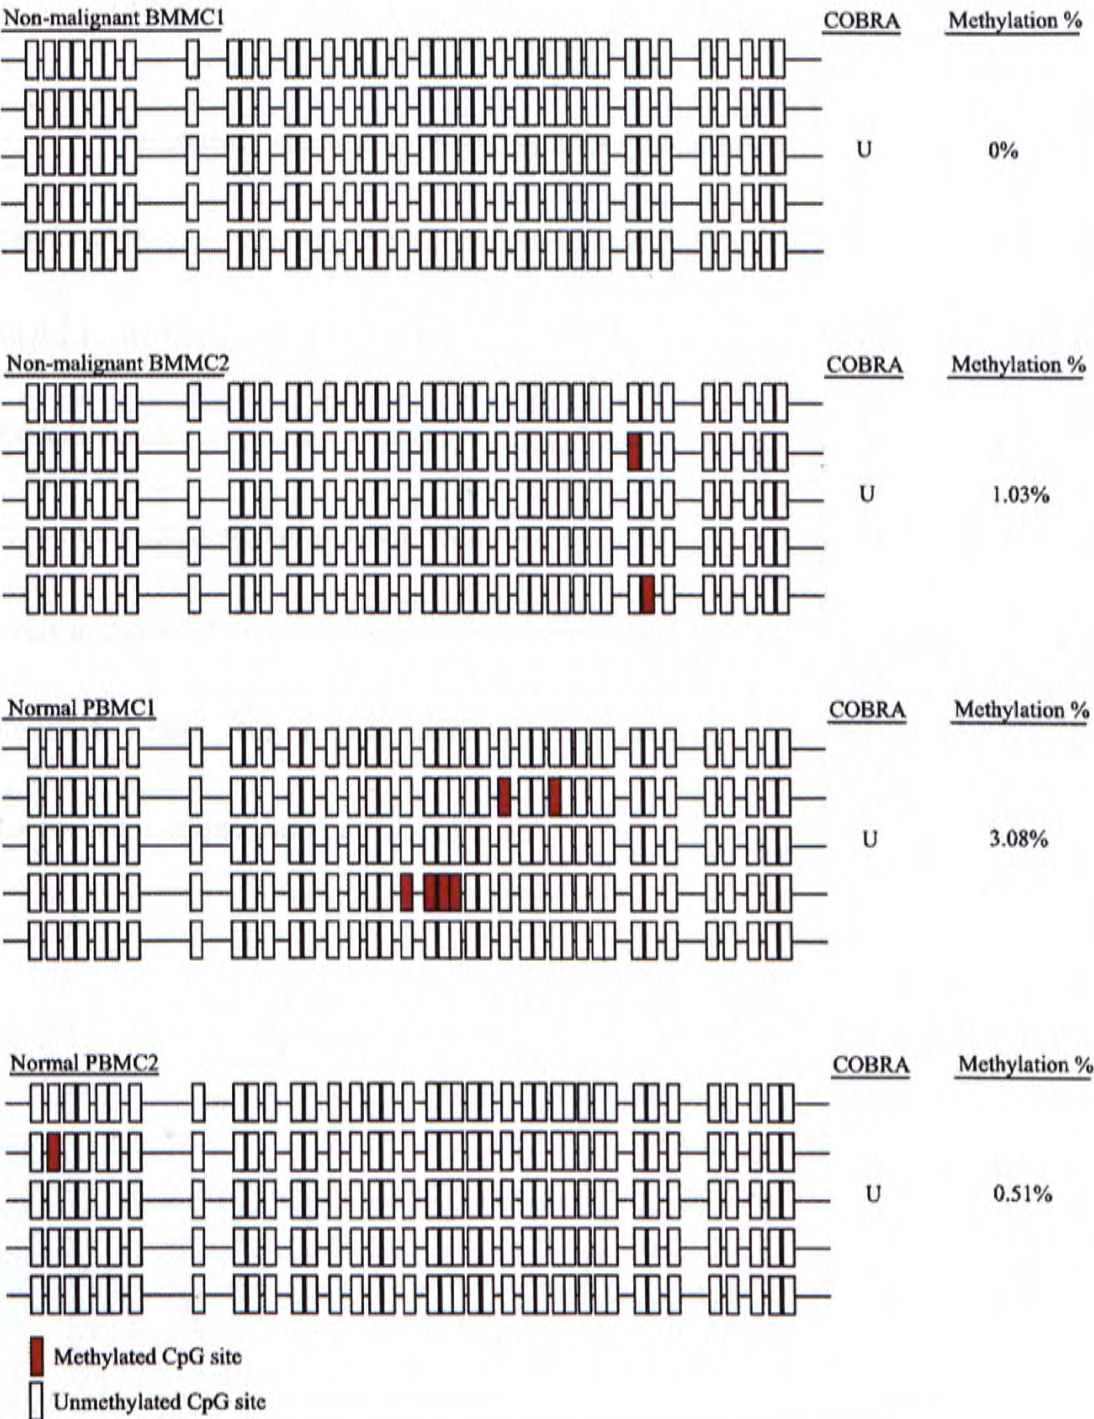 Non-malignant BMMC1 COBRA Methylation %
U 0%
Non-malignant BMMC2 COBRA Methylation %
U 1.03%
Normal PBMC1 COBRA Methylation %
U 3.08%
Normal PBMC2 COBRA Methylation %
U 0.51%
Methylated CpG site
Unmethylated CpG site